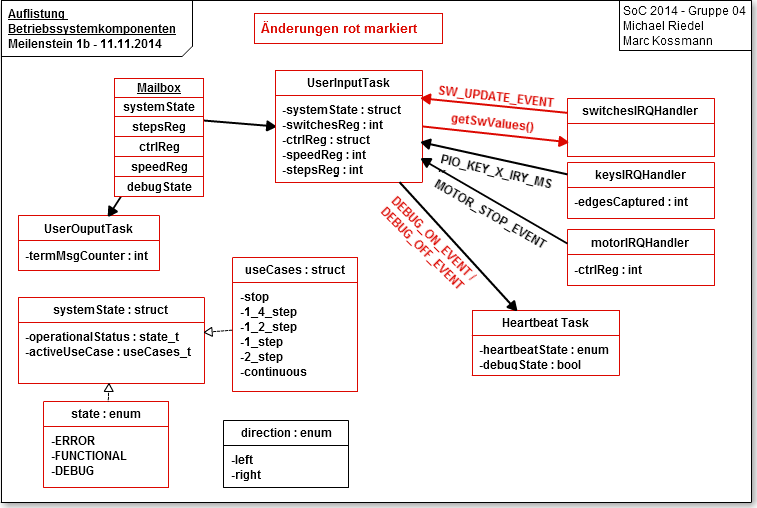 Auflistung
Betriebssystemkomponenten
Meilenstein 1b - 11.11.2014
Änderungen rot markiert
SoC 2014 - Gruppe 04
Michael Riedel
Marc Kossmann
Mailbox
systemState
stepsReg
ctrlReg
speedReg
debugState
UserInputTask
-systemState : struct
-switchesReg : int
-ctrlReg : struct
-speedReg : int
-stepsReg : int
SW_UPDATE_EVENT
getSwValues()
PIO_KEY_X_IRY_MS
MOTOR_STOP_EVENT
switchesIRQHandler
keysIRQHandler
-edgesCaptured : int
motorIRQHandler
-ctrlReg : int
UserOuputTask
-termMsgCounter : int
DEBUG_ON_EVENT /
DEBUG_OFF_EVENT
useCases : struct
-stop
-1_4_step
-1_2_step
-1_step
-2_step
-continuous
systemState : struct
-operationalStatus : state_t
-activeUseCase : useCases_t
Heartbeat Task
-heartbeatState : enum
-debugState : bool
state : enum
-ERROR
-FUNCTIONAL
-DEBUG
direction : enum
-left
-right